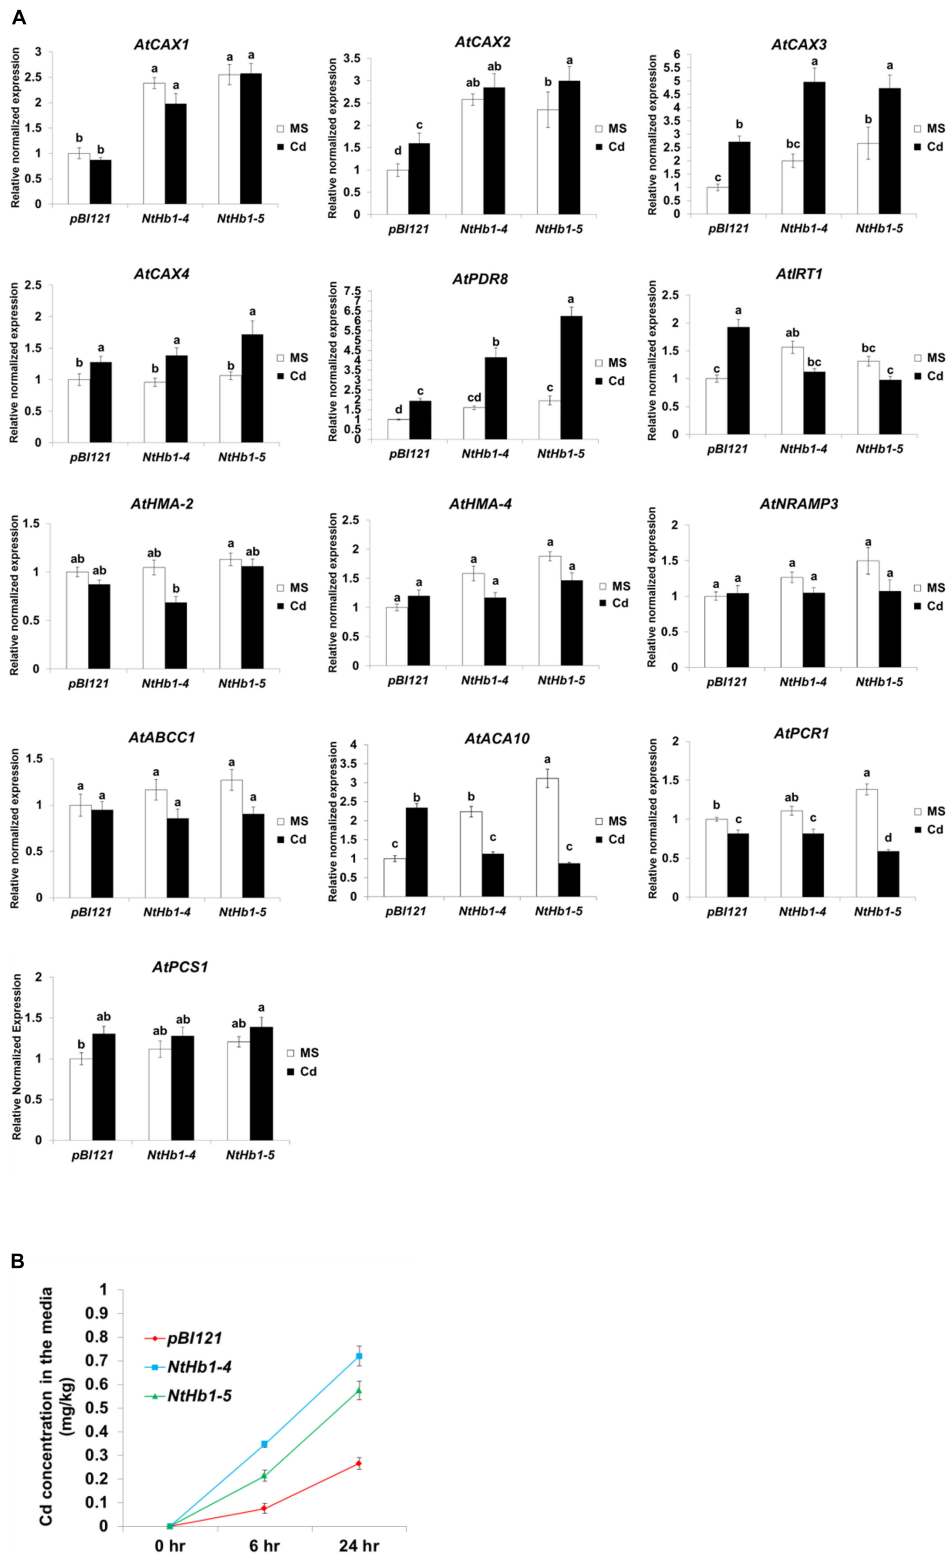 A
AtCAX1
Relative normalized expression
3
2.5
2
1.5
1
0.5
0
b b a a a a
MS
Cd
pBI121 NtHb1-4 NtHb1-5
AtCAX2
Relative normalized expression
3.5
3
2.5
2
1.5
1
0.5
0
d c ab ab b a
MS
Cd
pBI121 NtHb1-4 NtHb1-5
AtCAX3
Relative normalized expression
6
5.5
5
4.5
4
3.5
3
2.5
2
1.5
1
0.5
0
c b bc a b a
MS
Cd
pBI121 NtHb1-4 NtHb1-5
AtCAX4
Relative normalized expression
2.5
2
1.5
1
0.5
0
b a b a b a
MS
Cd
pBI121 NtHb1-4 NtHb1-5
AtPDR8
Relative normalized expression
7.5
7
6.5
6
5.5
5
4.5
4
3.5
3
2.5
2
1.5
1
0.5
0
d c cd b c a
MS
Cd
pBI121 NtHb1-4 NtHb1-5
AtIRT1
Relative normalized expression
2.5
2
1.5
1
0.5
0
c a ab bc bc c
MS
Cd
pBI121 NtHb1-4 NtHb1-5
AtHMA-2
Relative normalized expression
1.5
1
0.5
0
ab ab ab b a ab
MS
Cd
pBI121 NtHb1-4 NtHb1-5
AtHMA-4
Relative normalized expression
2.5
2
1.5
1
0.5
0
a a a a a a
MS
Cd
pBI121 NtHb1-4 NtHb1-5
AtNRAMP3
Relative normalized expression
2
1.5
1
0.5
0
a a a a a a
MS
Cd
pBI121 NtHb1-4 NtHb1-5
AtABCC1
Relative normalized expression
1.5
1
0.5
0
a a a a a a
MS
Cd
pBI121 NtHb1-4 NtHb1-5
AtACA10
Relative normalized expression
4
3.5
3
2.5
2
1.5
1
0.5
0
c b b c a c
MS
Cd
pBI121 NtHb1-4 NtHb1-5
AtPCR1
Relative normalized expression
2
1.5
1
0.5
0
b c ab c a d
MS
Cd
pBI121 NtHb1-4 NtHb1-5
AtPCS1
Relative Normalized Expression
2
1.5
1
0.5
0
b ab ab ab ab a
MS
Cd
pBI121 NtHb1-4 NtHb1-5
B
Cd concentration in the media
(mg/kg)
1
0.9
0.8
0.7
0.6
0.5
0.4
0.3
0.2
0.1
0
pBI121
NtHb1-4
NtHb1-5
0 hr 6 hr 24 hr